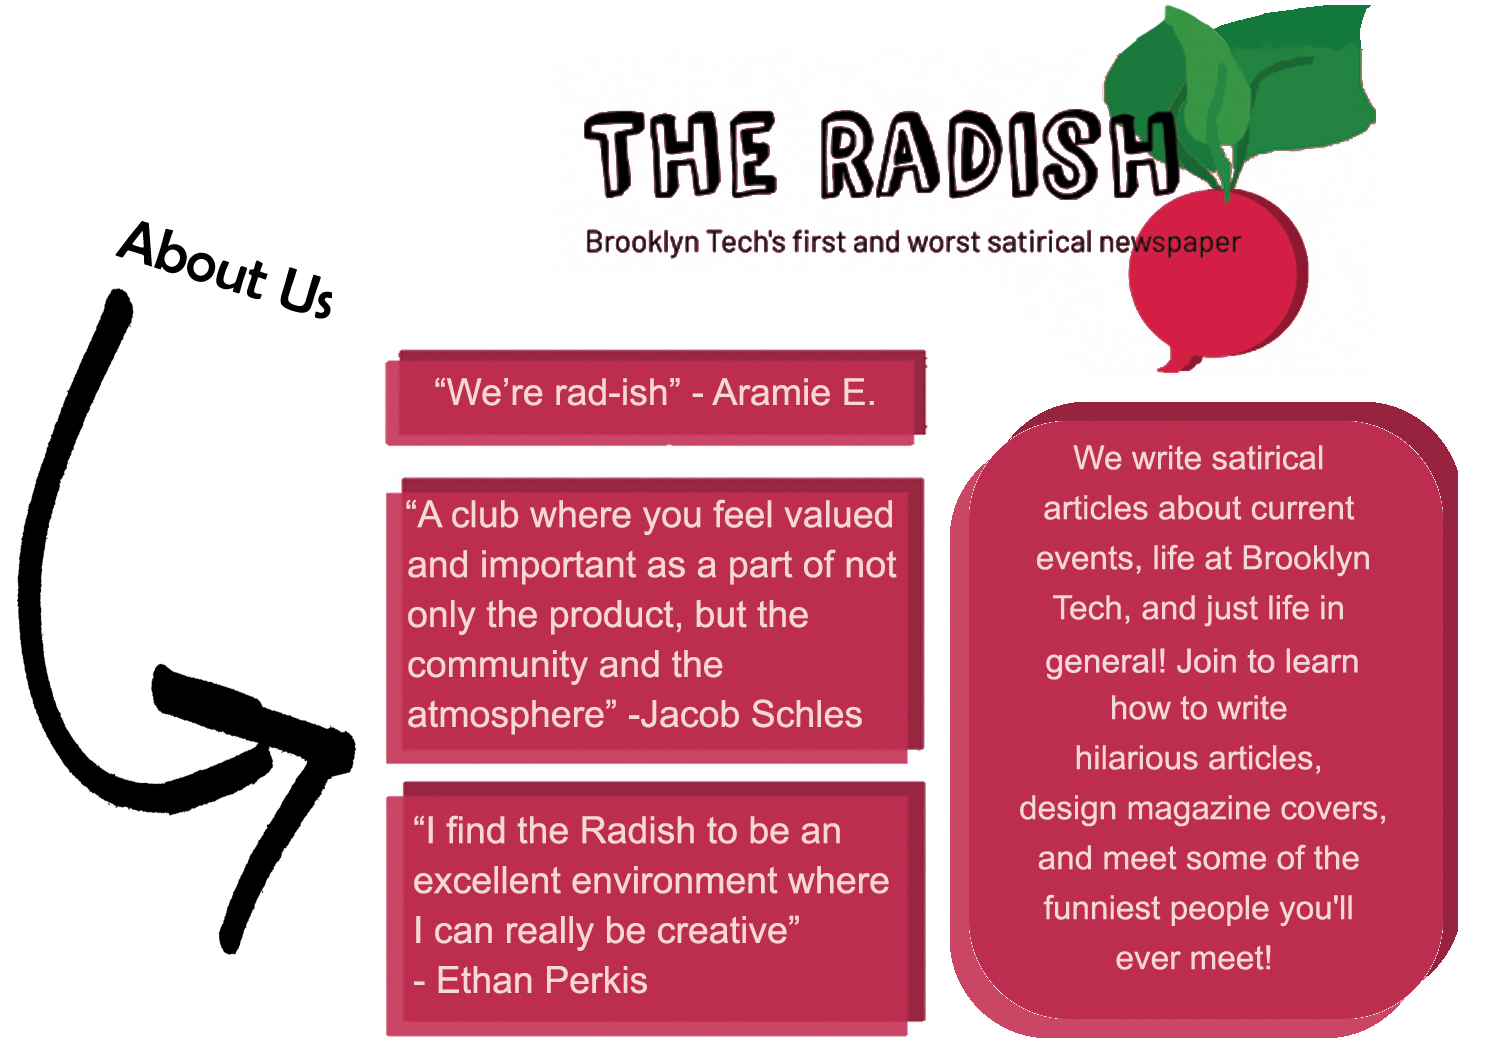 THE RADISH
Brooklyn Tech's first and worst satirical newspaper
About Us
“We’re rad-ish” - Aramie E.
“A club where you feel valued
and important as a part of not
only the product, but the
community and the
atmosphere” -Jacob Schles
“I find the Radish to be an
excellent environment where
I can really be creative”
- Ethan Perkis
We write satirical
articles about current
events, life at Brooklyn
Tech, and just life in
general! Join to learn
how to write
hilarious articles,
design magazine covers,
and meet some of the
funniest people you'll
ever meet!